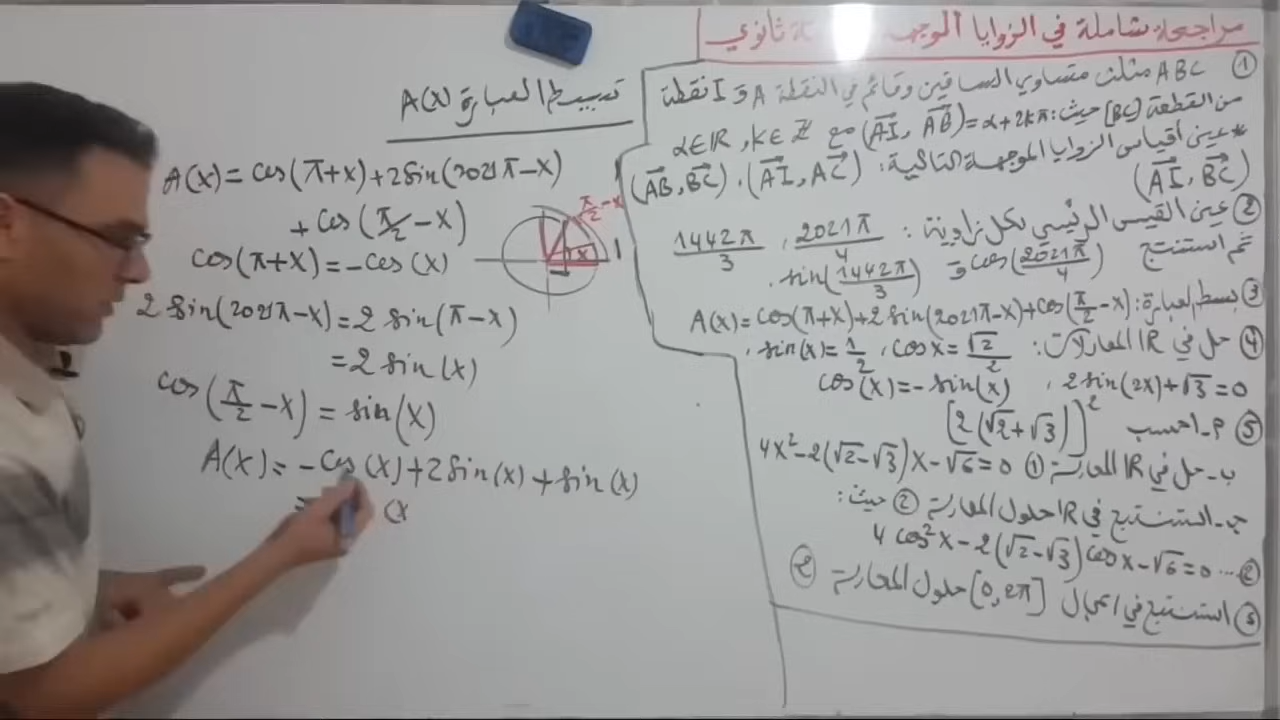 مراجعة شاملة في الزوايا الموجهة ثانوي
① ABC مثلث متساوي الساقين وقائم في النقطة A و I نقطة
من القطعة [BC] حيث: (AI, AB) = α + 2kπ مع α∈ℝ, k∈ℤ
* عين أقياس الزوايا الموجهة التالية: (AI, AC) , (AB, BC)
(AI, BC)
② عين القيس الرئيسي لكل زاوية: 2021π/4 , 1442π/3
ثم استنتج cos(2021π/4) و sin(1442π/3) .
③ بسط العبارة: A(x)=cos(π+x)+2sin(2021π-x)+cos(π/2-x)
④ حل في ℝ المعادلات: cos x=√2/2 , sin(x)=1/2 ,
2sin(2x)+√3=0 , cos(x)=-sin(x)
⑤ P- احسب [2(√2+√3)]²
ب- حل في ℝ المعادلة ① 4x²-2(√2-√3)x-√6=0
ج- استنتج في ℝ حلول المعادلة ② حيث:
4cos²x-2(√2-√3)cos x-√6=0 ...②
③ استنتج في المجال [0, 2π] حلول المعادلة ②
تبسيط العبارة A(x)
A(x)=cos(π+x)+2sin(2021π-x)
+cos(π/2-x)
π/2-x
x
1
cos(π+x)=-cos(x)
2sin(2021π-x)=2sin(π-x)
=2sin(x)
cos(π/2-x)=sin(x)
A(x)=-cos(x)+2sin(x)+sin(x)
= (x